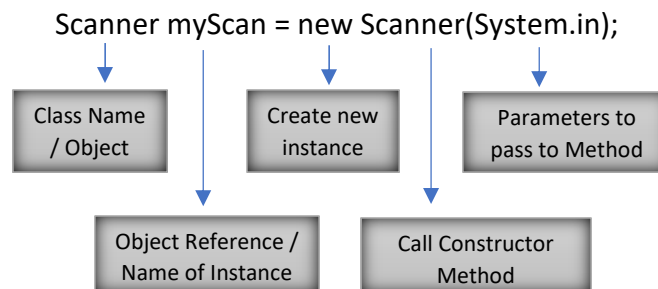 Scanner myScan = new Scanner(System.in);
Class Name
/ Object
Create new
instance
Parameters to
pass to Method
Object Reference /
Name of Instance
Call Constructor
Method